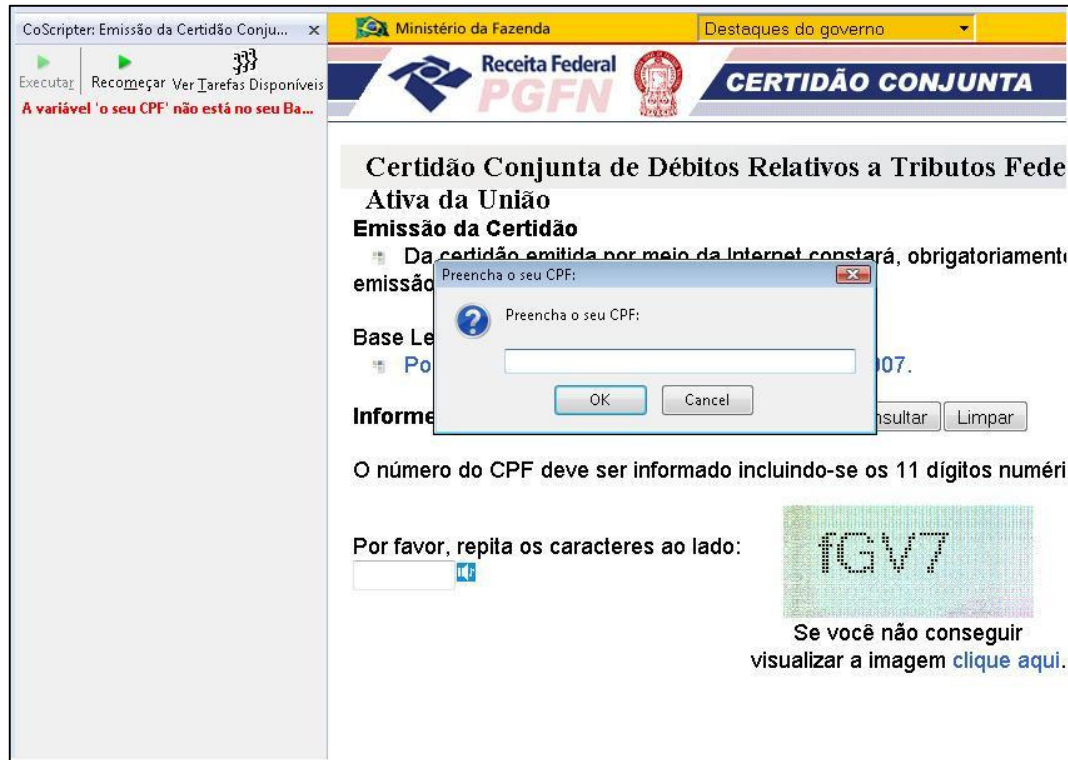 CoScripter: Emissão da Certidão Conju...
Executar Recomeçar Ver Tarefas Disponíveis
A variável 'o seu CPF' não está no seu Ba...
Ministério da Fazenda
Destaques do governo
Receita Federal
PGFN
CERTIDÃO CONJUNTA
Certidão Conjunta de Débitos Relativos a Tributos Fede
Ativa da União
Emissão da Certidão
Da certidão emitida por meio da Internet constará, obrigatoriament
emissão
Preencha o seu CPF:
Preencha o seu CPF:
OK Cancel
Base Le
Po 007.
Informe nsultar Limpar
O número do CPF deve ser informado incluindo-se os 11 dígitos numéri
Por favor, repita os caracteres ao lado:
fGV7
Se você não conseguir
visualizar a imagem clique aqui.